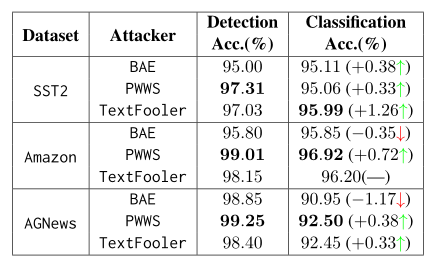 Dataset Attacker Detection Acc.(%) Classification Acc.(%)
BAE 95.00 95.11 (+0.38↑)
SST2 PWWS 97.31 95.06 (+0.33↑)
TextFooler 97.03 95.99 (+1.26↑)
BAE 95.80 95.85 (−0.35↓)
Amazon PWWS 99.01 96.92 (+0.72↑)
TextFooler 98.15 96.20(—)
BAE 98.85 90.95 (−1.17↓)
AGNews PWWS 99.25 92.50 (+0.38↑)
TextFooler 98.40 92.45 (+0.33↑)